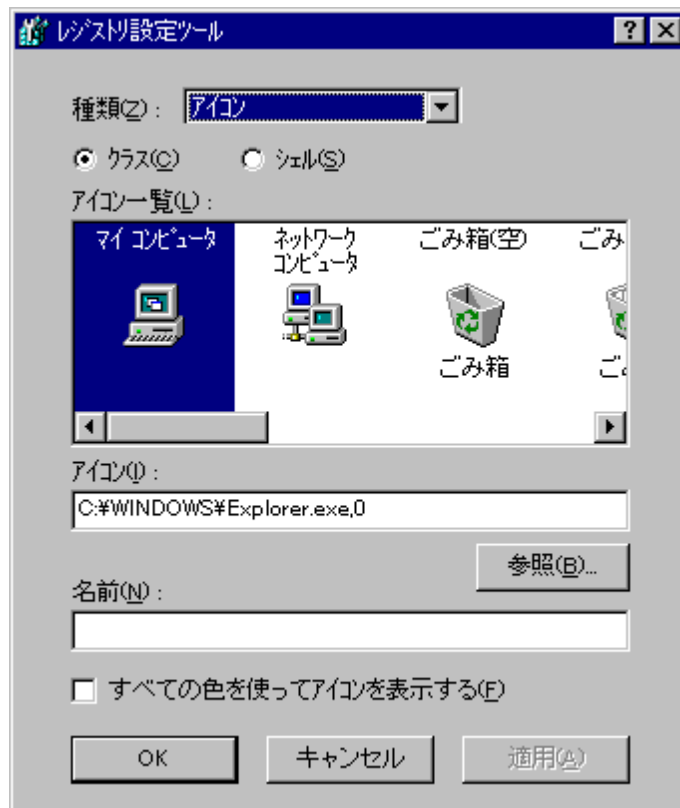 レジストリ設定ツール
種類(Z)：
アイコン
クラス(C) シェル(S)
アイコン一覧(L)：
マイ コンピュータ
ネットワーク
コンピュータ
ごみ箱(空)
ごみ箱
ごみ
アイコン(I)：
C:¥WINDOWS¥Explorer.exe,0
参照(B)...
名前(N)：
すべての色を使ってアイコンを表示する(F)
OK キャンセル 適用(A)